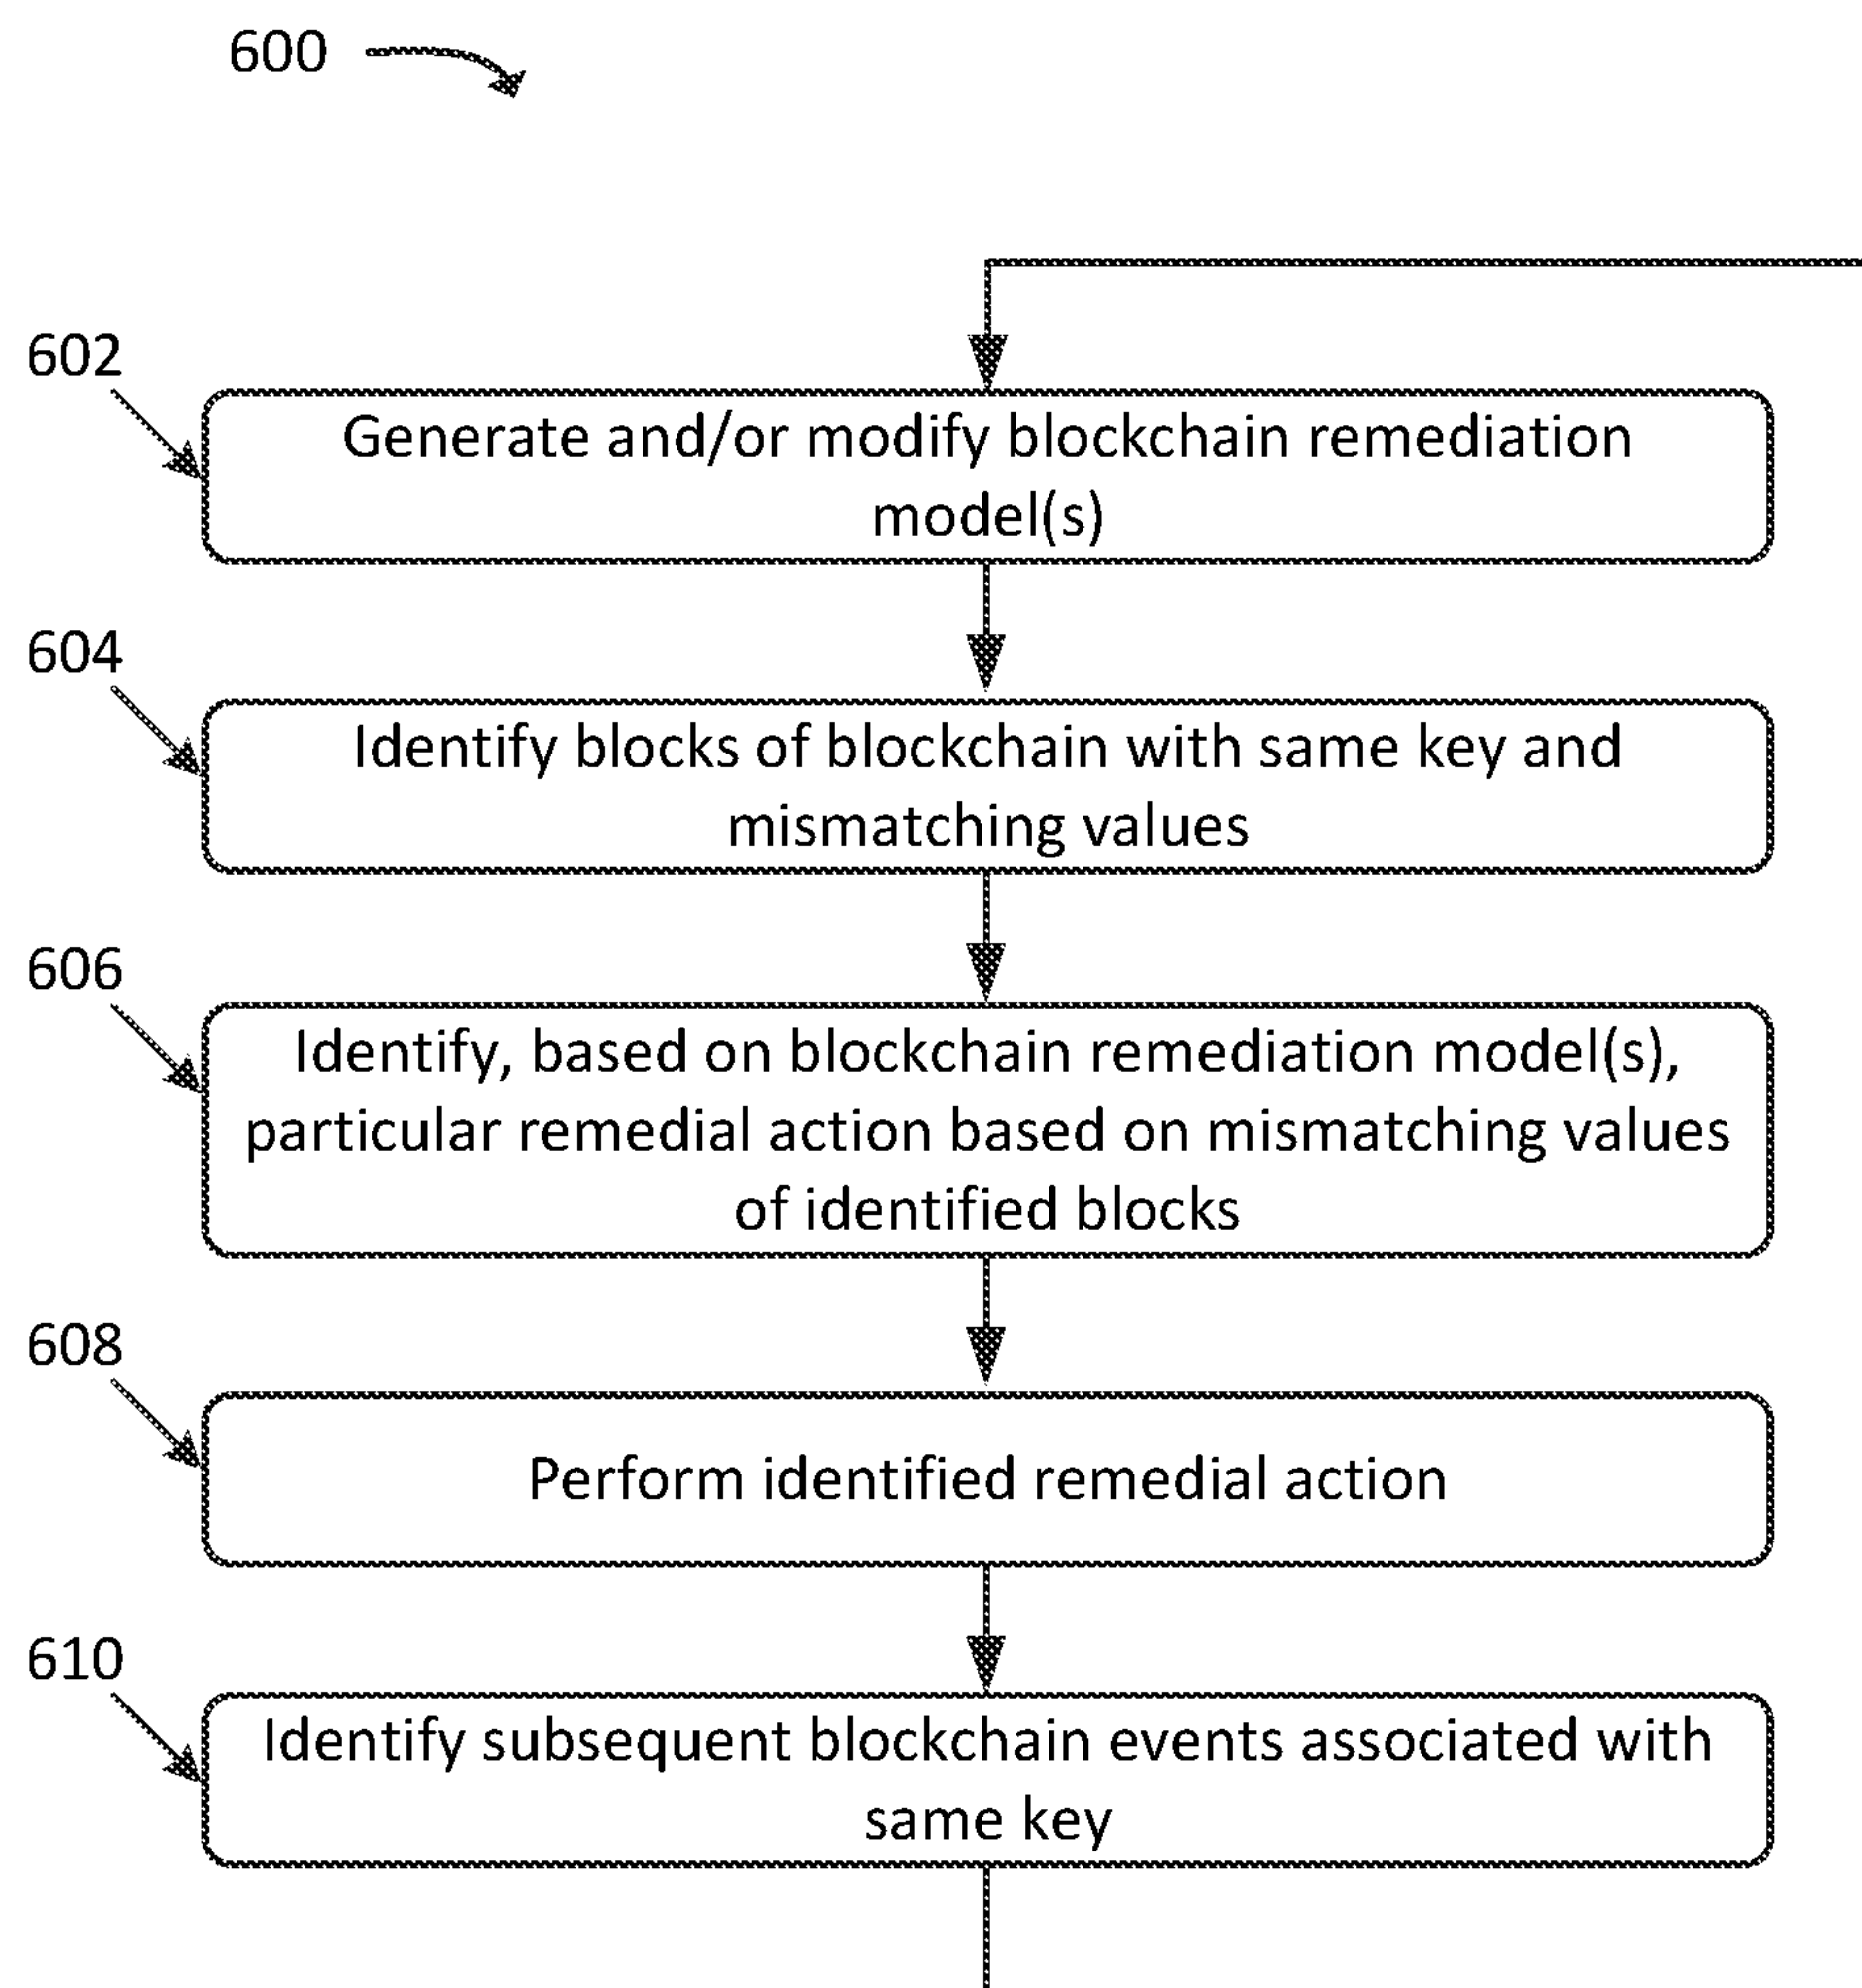 600
602
Generate and/or modify blockchain remediation
model(s)
604
Identify blocks of blockchain with same key and
mismatching values
606
Identify, based on blockchain remediation model(s),
particular remedial action based on mismatching values
of identified blocks
608
Perform identified remedial action
610
Identify subsequent blockchain events associated with
same key